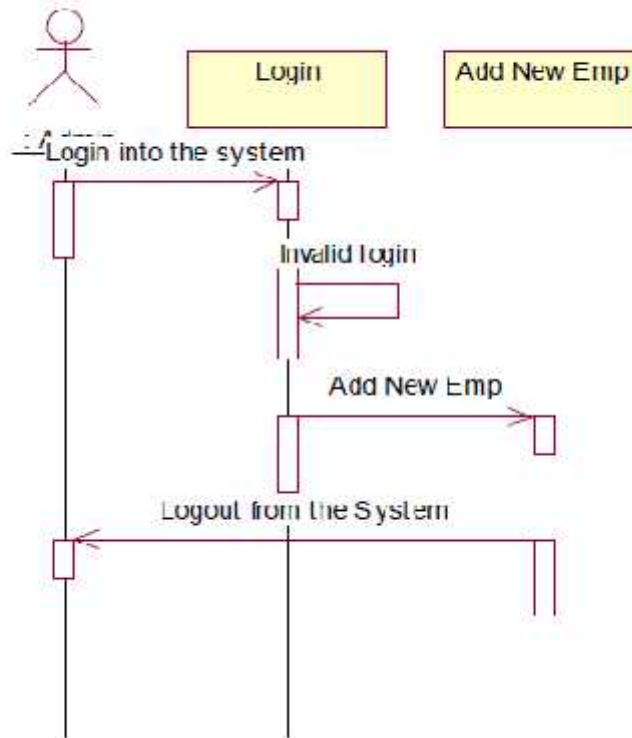 Login
Add New Emp
Login into the system
Invalid login
Add New Emp
Logout from the System